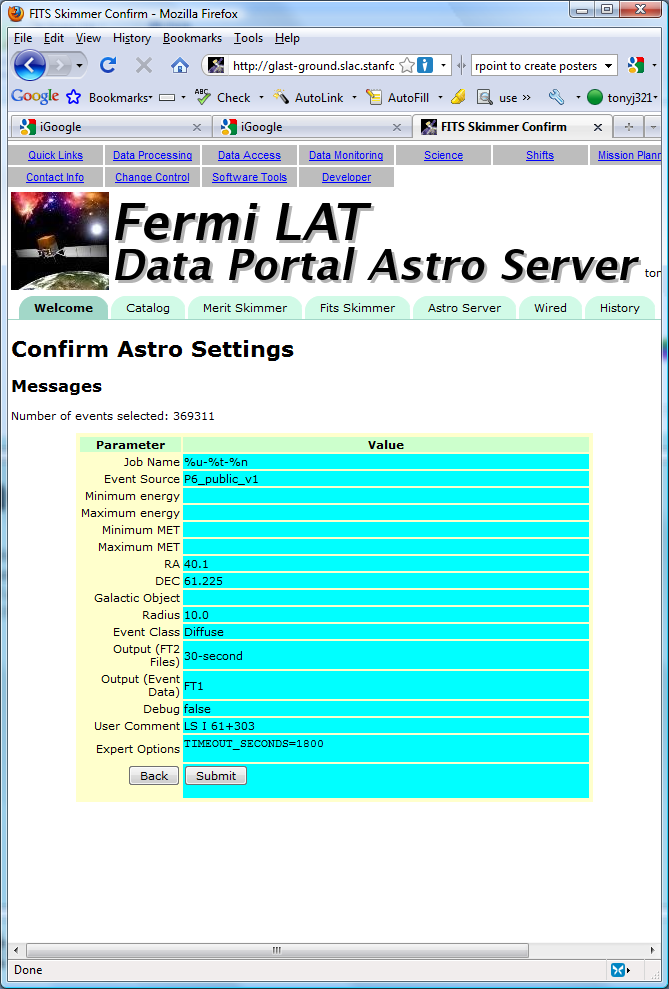 FITS Skimmer Confirm - Mozilla Firefox
File Edit View History Bookmarks Tools Help
http://glast-ground.slac.stanfc rpoint to create posters
Google Bookmarks Check AutoLink AutoFill use » tonyj321
iGoogle iGoogle FITS Skimmer Confirm
Quick Links Data Processing Data Access Data Monitoring Science Shifts Mission Plann
Contact Info Change Control Software Tools Developer
Fermi LAT
Data Portal Astro Server ton
Welcome Catalog Merit Skimmer Fits Skimmer Astro Server Wired History
Confirm Astro Settings
Messages
Number of events selected: 369311
Parameter Value
Job Name %u-%t-%n
Event Source P6_public_v1
Minimum energy
Maximum energy
Minimum MET
Maximum MET
RA 40.1
DEC 61.225
Galactic Object
Radius 10.0
Event Class Diffuse
Output (FT2
Files) 30-second
Output (Event
Data) FT1
Debug false
User Comment LS I 61+303
Expert Options TIMEOUT_SECONDS=1800
Back Submit
Done